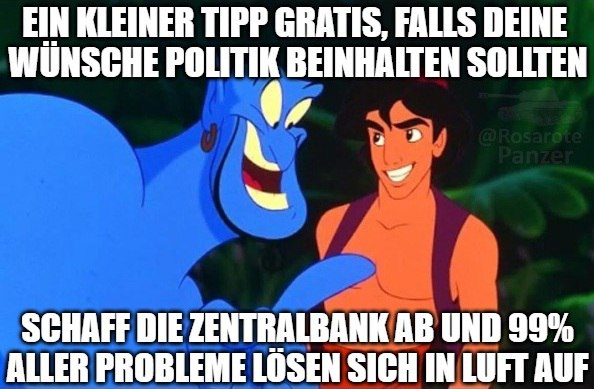 EIN KLEINER TIPP GRATIS, FALLS DEINE
WÜNSCHE POLITIK BEINHALTEN SOLLTEN
@Rosarote
Panzer
SCHAFF DIE ZENTRALBANK AB UND 99%
ALLER PROBLEME LÖSEN SICH IN LUFT AUF